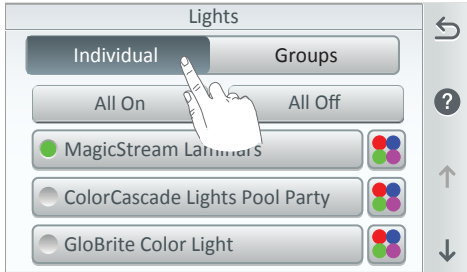 Lights
Individual Groups
All On All Off
?
MagicStream Laminars
ColorCascade Lights Pool Party
GloBrite Color Light